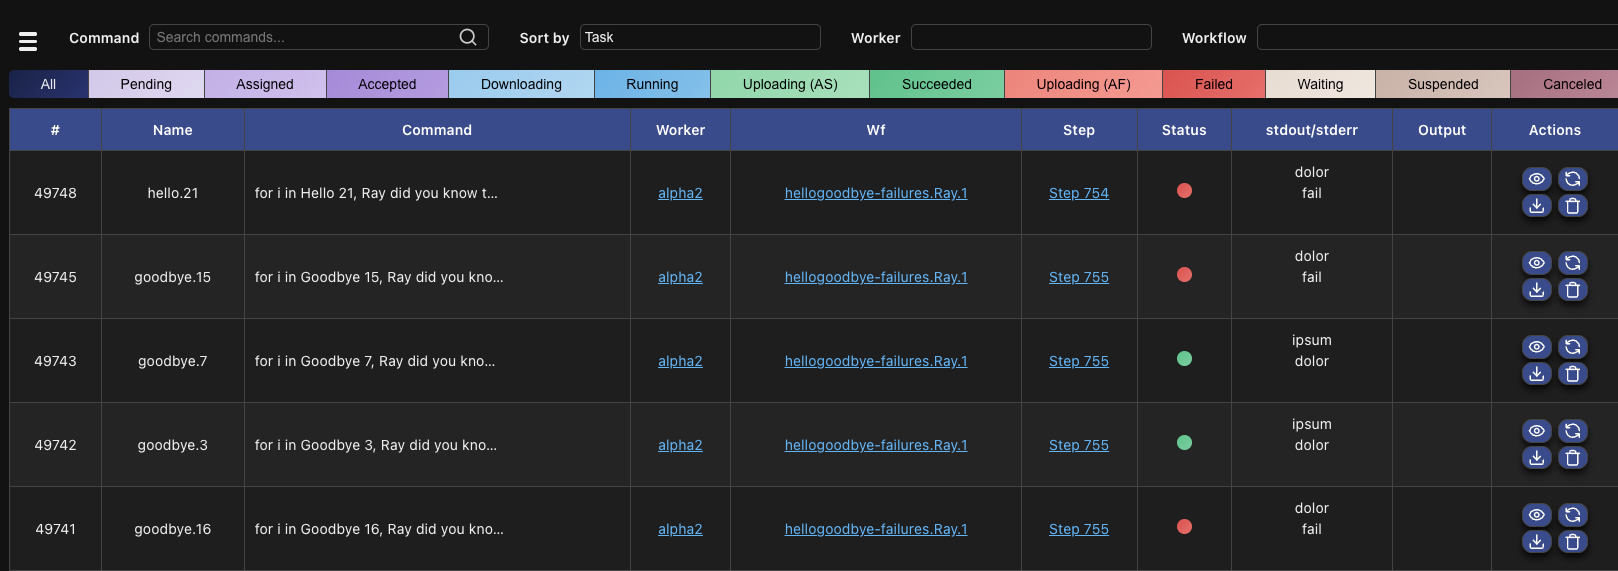 Command Search commands... Sort by Task Worker Workflow
All Pending Assigned Accepted Downloading Running Uploading (AS) Succeeded Uploading (AF) Failed Waiting Suspended Canceled
# Name Command Worker Wf Step Status stdout/stderr Output Actions
49748 hello.21 for i in Hello 21, Ray did you know t... alpha2 hellogoodbye-failures.Ray.1 Step 754 dolor
fail
49745 goodbye.15 for i in Goodbye 15, Ray did you kno... alpha2 hellogoodbye-failures.Ray.1 Step 755 dolor
fail
49743 goodbye.7 for i in Goodbye 7, Ray did you kno... alpha2 hellogoodbye-failures.Ray.1 Step 755 ipsum
dolor
49742 goodbye.3 for i in Goodbye 3, Ray did you kno... alpha2 hellogoodbye-failures.Ray.1 Step 755 ipsum
dolor
49741 goodbye.16 for i in Goodbye 16, Ray did you kno... alpha2 hellogoodbye-failures.Ray.1 Step 755 dolor
fail